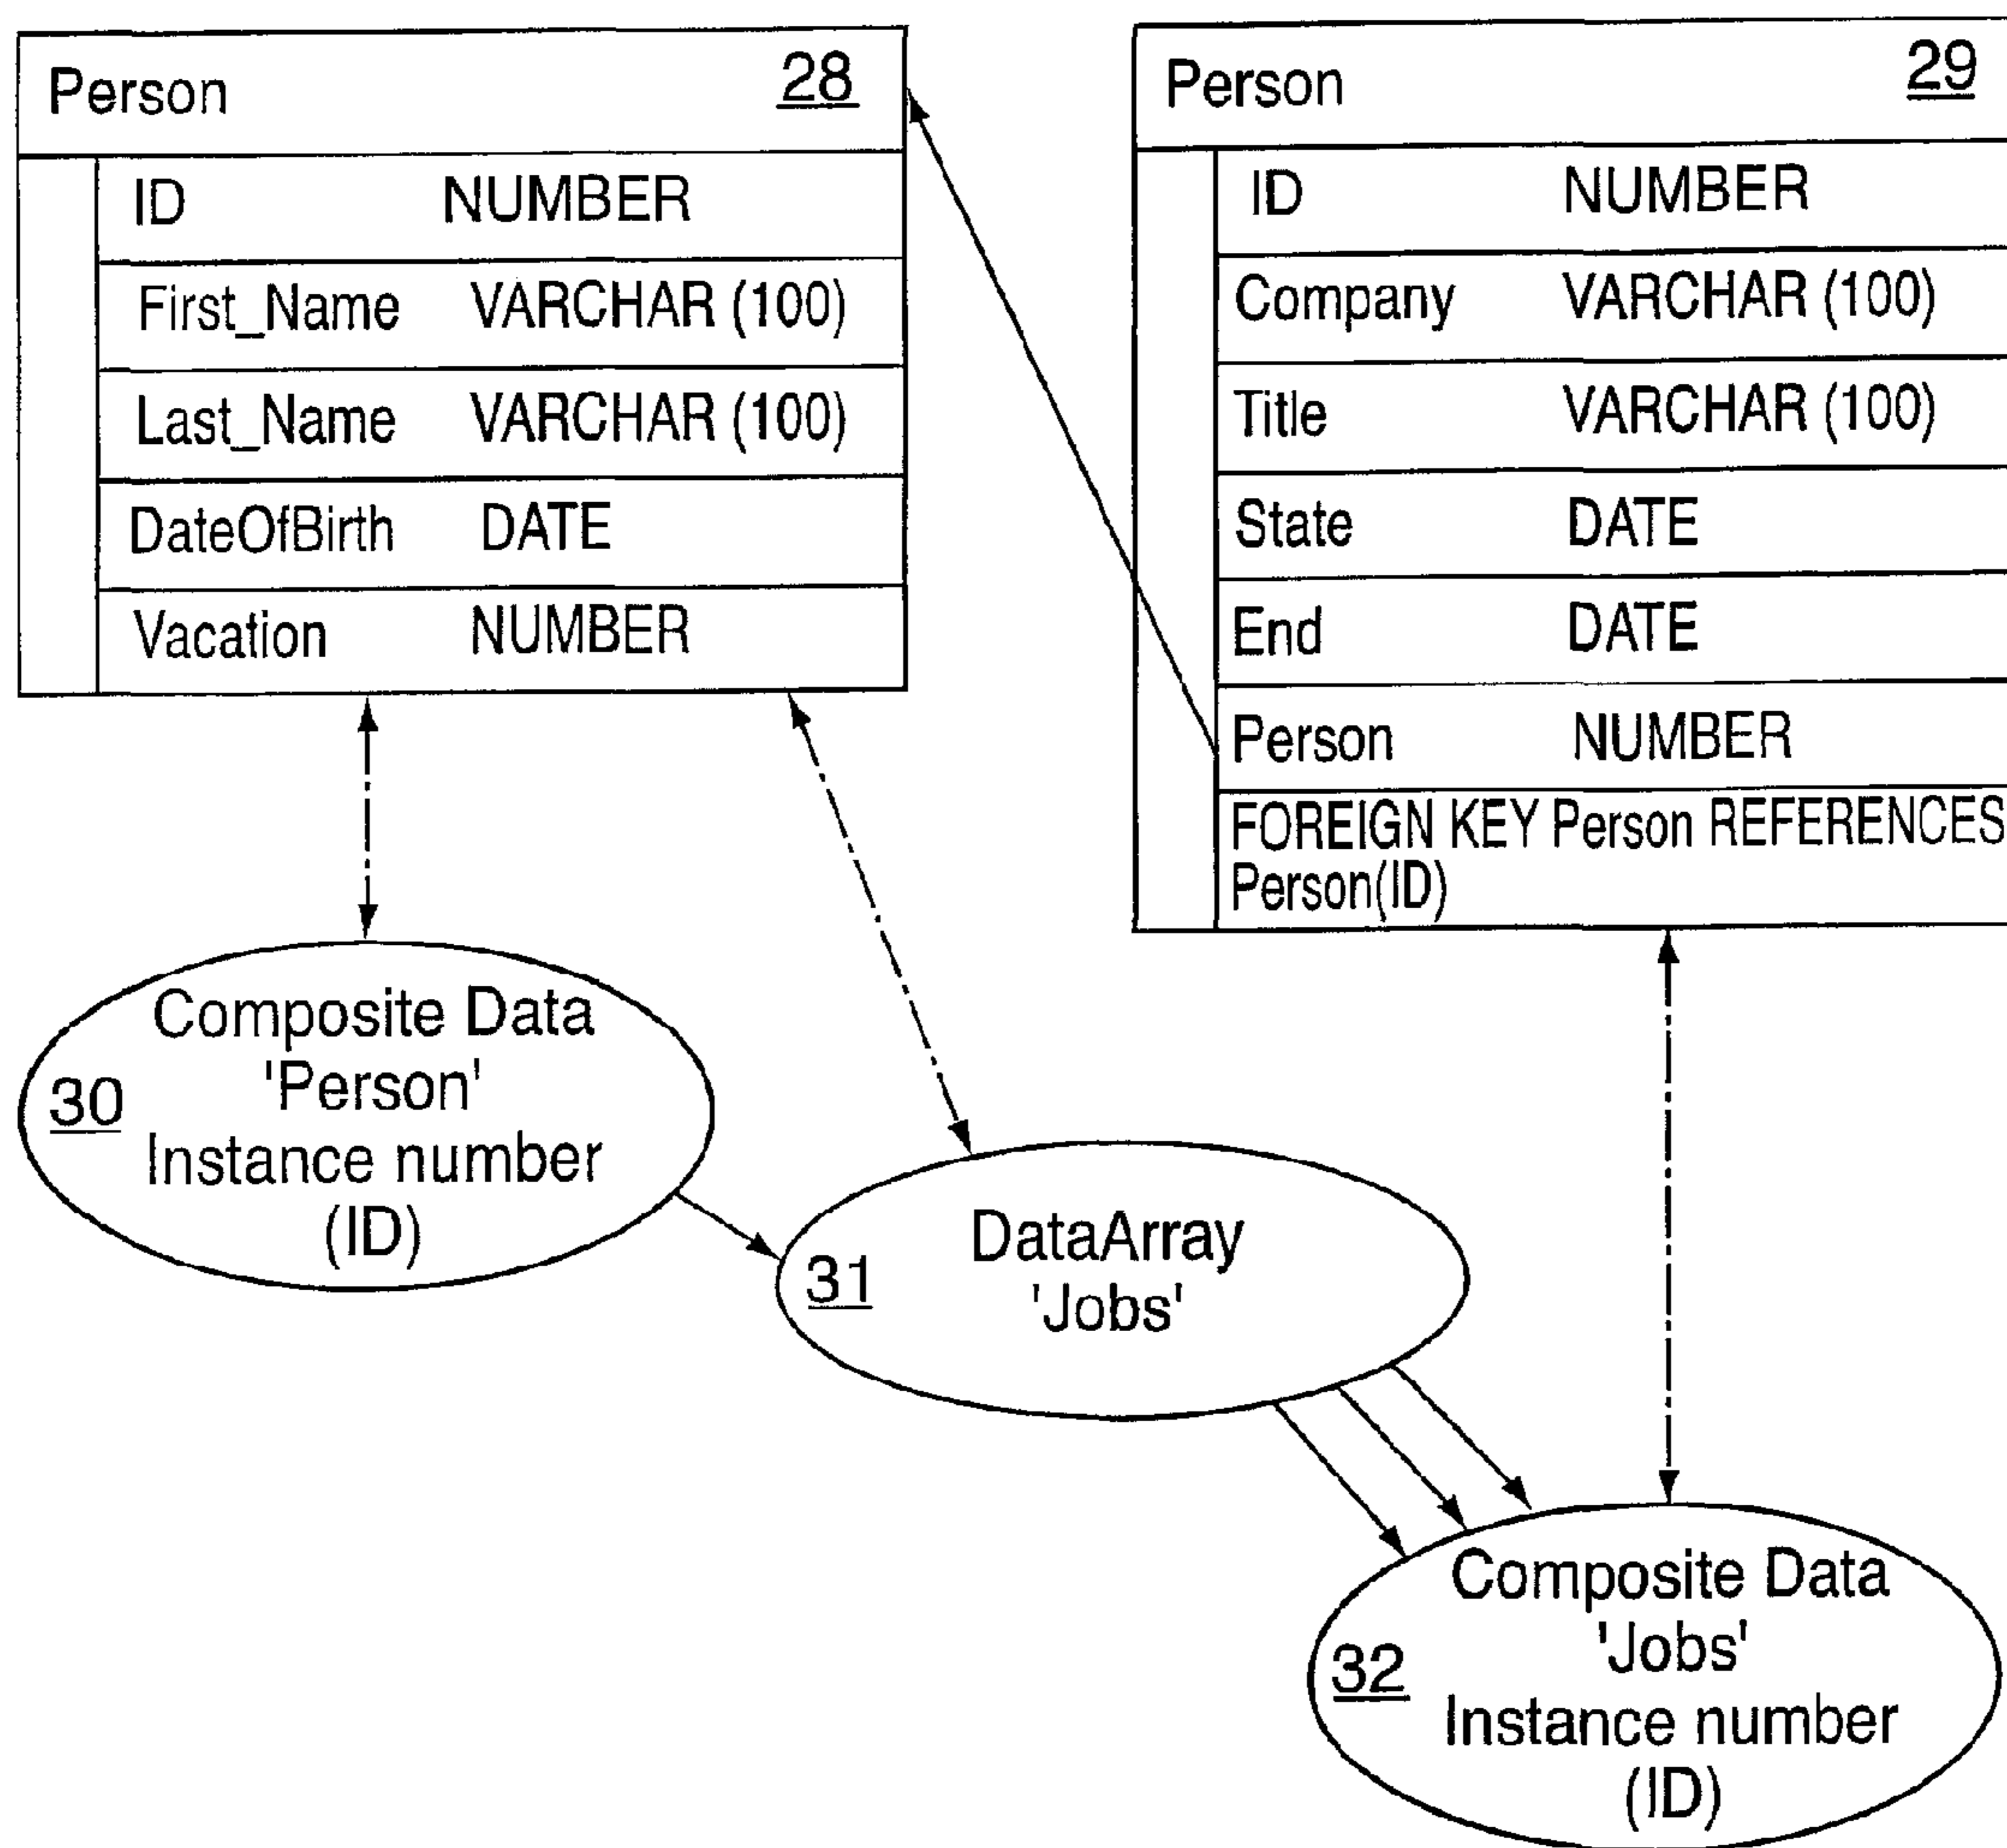 Person 28
ID NUMBER
First_Name VARCHAR (100)
Last_Name VARCHAR (100)
DateOfBirth DATE
Vacation NUMBER
Person 29
ID NUMBER
Company VARCHAR (100)
Title VARCHAR (100)
State DATE
End DATE
Person NUMBER
FOREIGN KEY Person REFERENCES
Person(ID)
Composite Data
'Person'
30
Instance number
(ID)
DataArray
31
'Jobs'
Composite Data
'Jobs'
32
Instance number
(ID)